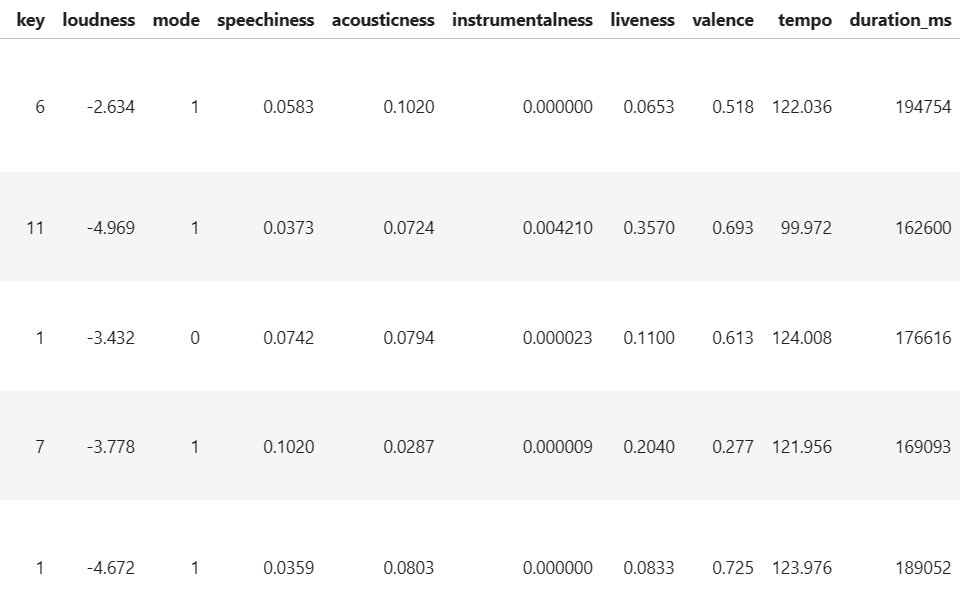 key loudness mode speechiness acousticness instrumentalness liveness valence tempo duration_ms
6 -2.634 1 0.0583 0.1020 0.000000 0.0653 0.518 122.036 194754
11 -4.969 1 0.0373 0.0724 0.004210 0.3570 0.693 99.972 162600
1 -3.432 0 0.0742 0.0794 0.000023 0.1100 0.613 124.008 176616
7 -3.778 1 0.1020 0.0287 0.000009 0.2040 0.277 121.956 169093
1 -4.672 1 0.0359 0.0803 0.000000 0.0833 0.725 123.976 189052